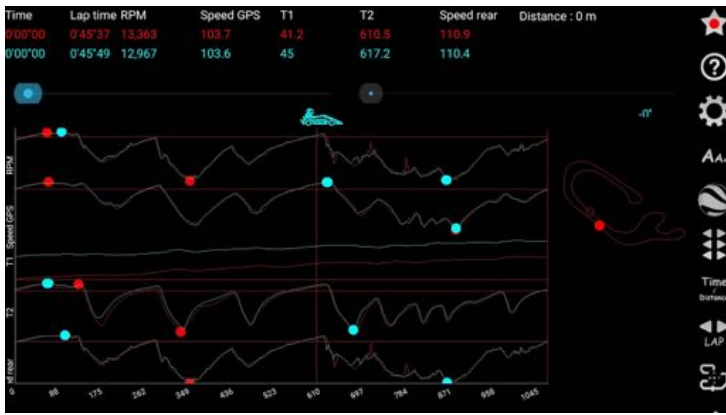 Time Lap time RPM Speed GPS T1 T2 Speed rear Distance : 0 m
0'00"00 0'45"37 13,363 103.7 41.2 610.5 110.9
0'00"00 0'45"49 12,967 103.6 45 617.2 110.4
-0"
RPM
Speed GPS
T1
T2
ed rear
0 88 175 262 349 436 523 610 697 784 871 958 1045
?
Time
Distance
LAP